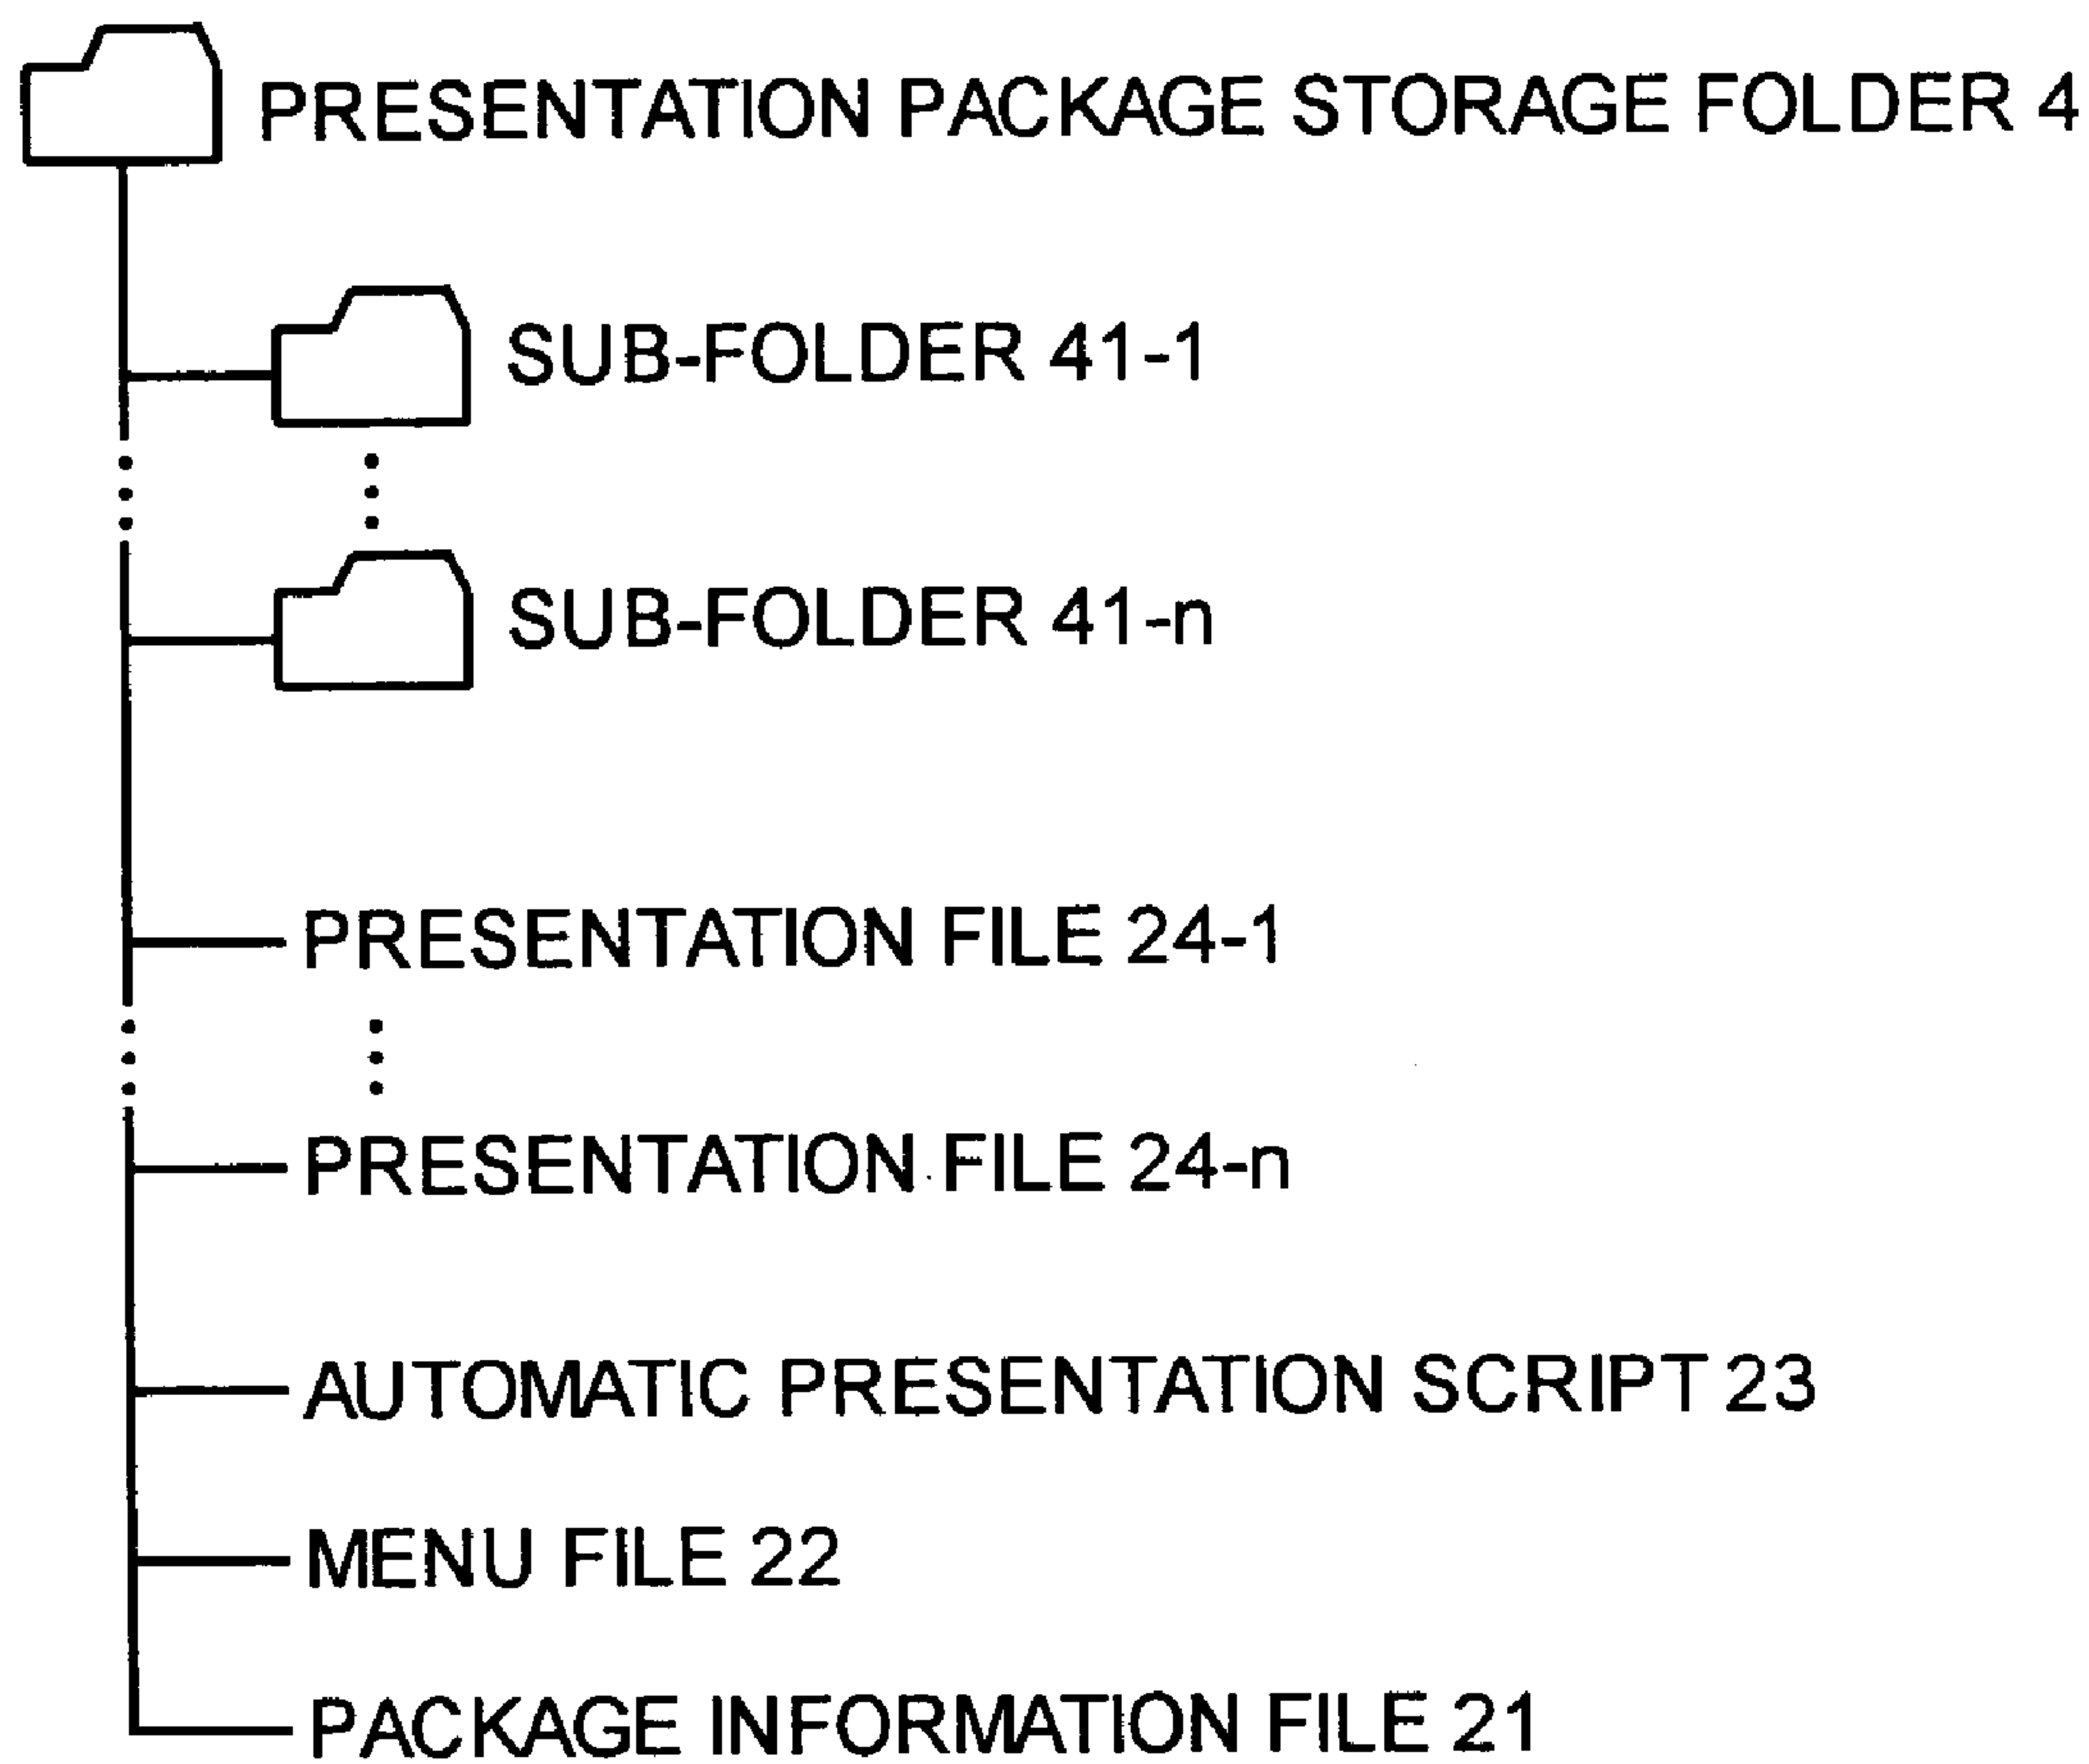 PRESENTATION PACKAGE STORAGE FOLDER 4
SUB-FOLDER 41-1
SUB-FOLDER 41-n
PRESENTATION FILE 24-1
PRESENTATION FILE 24-n
AUTOMATIC PRESENTATION SCRIPT 23
MENU FILE 22
PACKAGE INFORMATION FILE 21